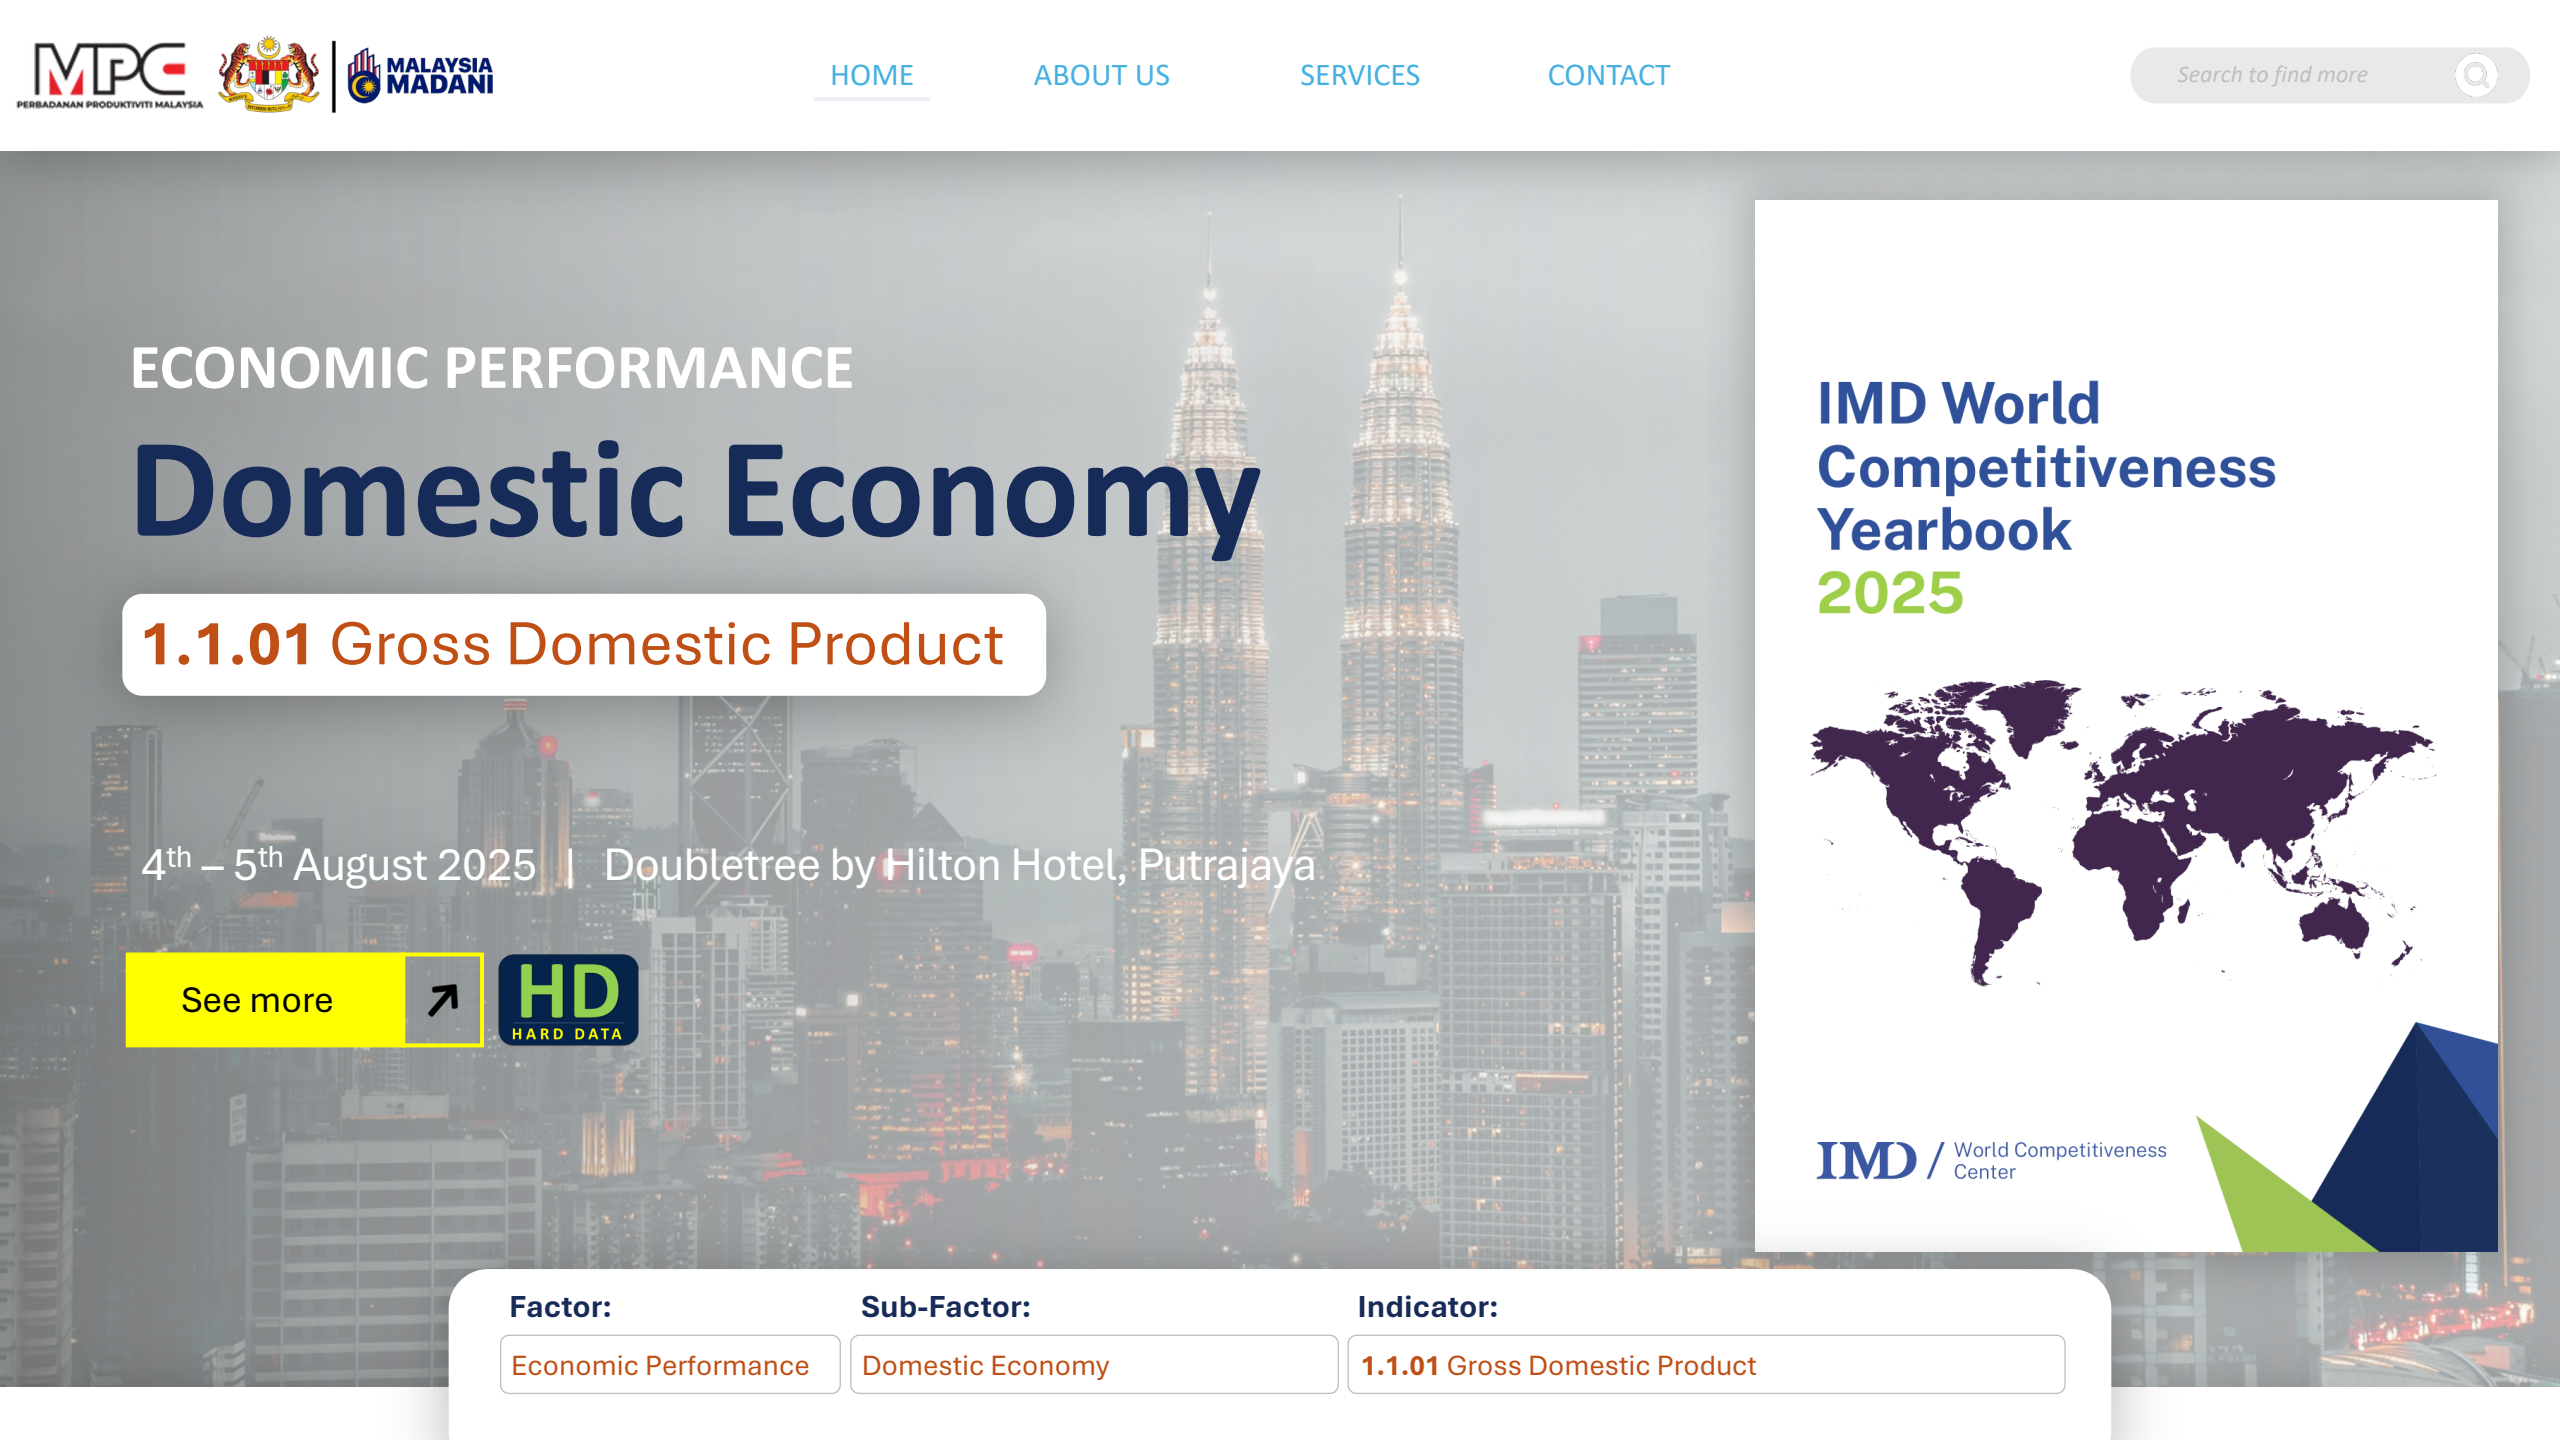 MPC
PERBADANAN PRODUKTIVITI MALAYSIA
MALAYSIA
MADANI
HOME
ABOUT US
SERVICES
CONTACT
Search to find more
ECONOMIC PERFORMANCE
Domestic Economy
1.1.01 Gross Domestic Product
4th – 5th August 2025 | Doubletree by Hilton Hotel, Putrajaya
See more
HD
HARD DATA
IMD World
Competitiveness
Yearbook
2025
IMD / World Competitiveness
Center
Factor:
Sub-Factor:
Indicator:
Economic Performance
Domestic Economy
1.1.01 Gross Domestic Product